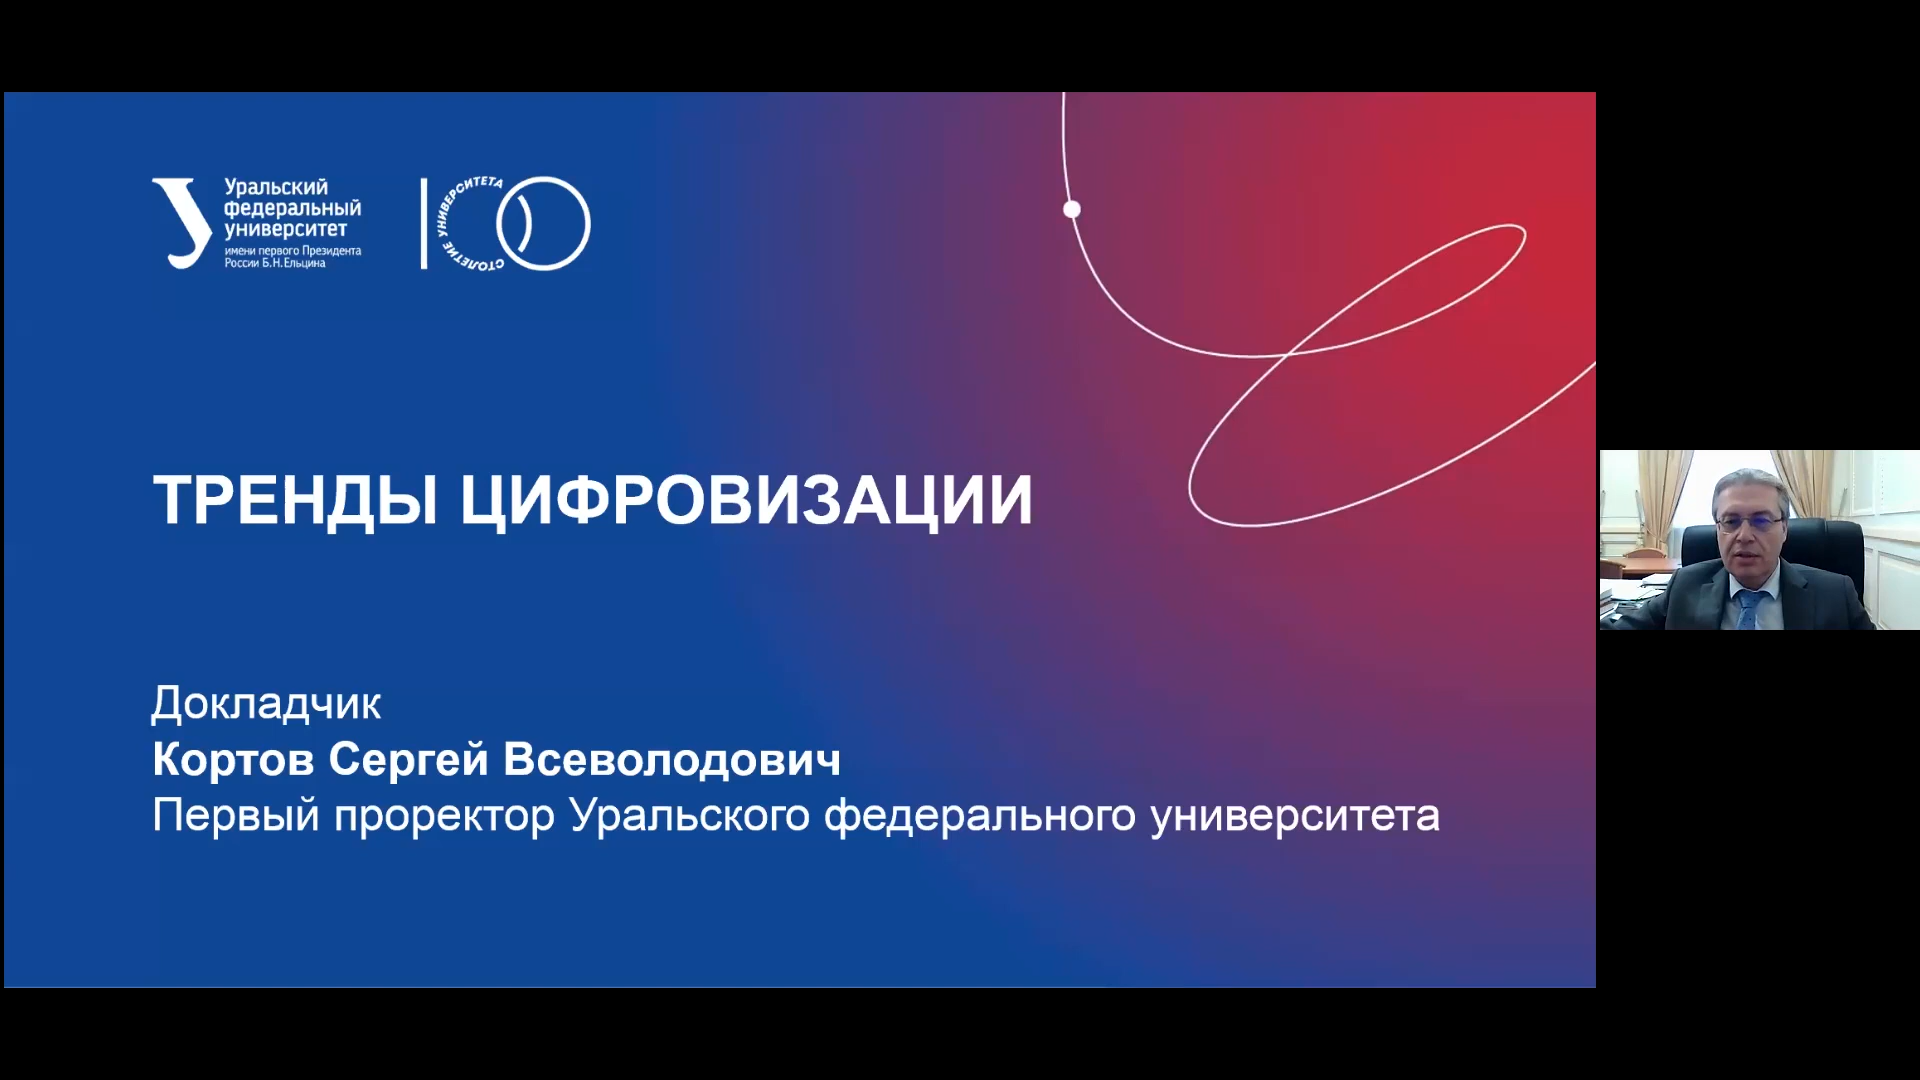 Уральский
федеральный
университет
имени первого Президента
России Б.Н.Ельцина
СТОЛЕТИЕ УНИВЕРСИТЕТА
ТРЕНДЫ ЦИФРОВИЗАЦИИ
Докладчик
Кортов Сергей Всеволодович
Первый проректор Уральского федерального университета